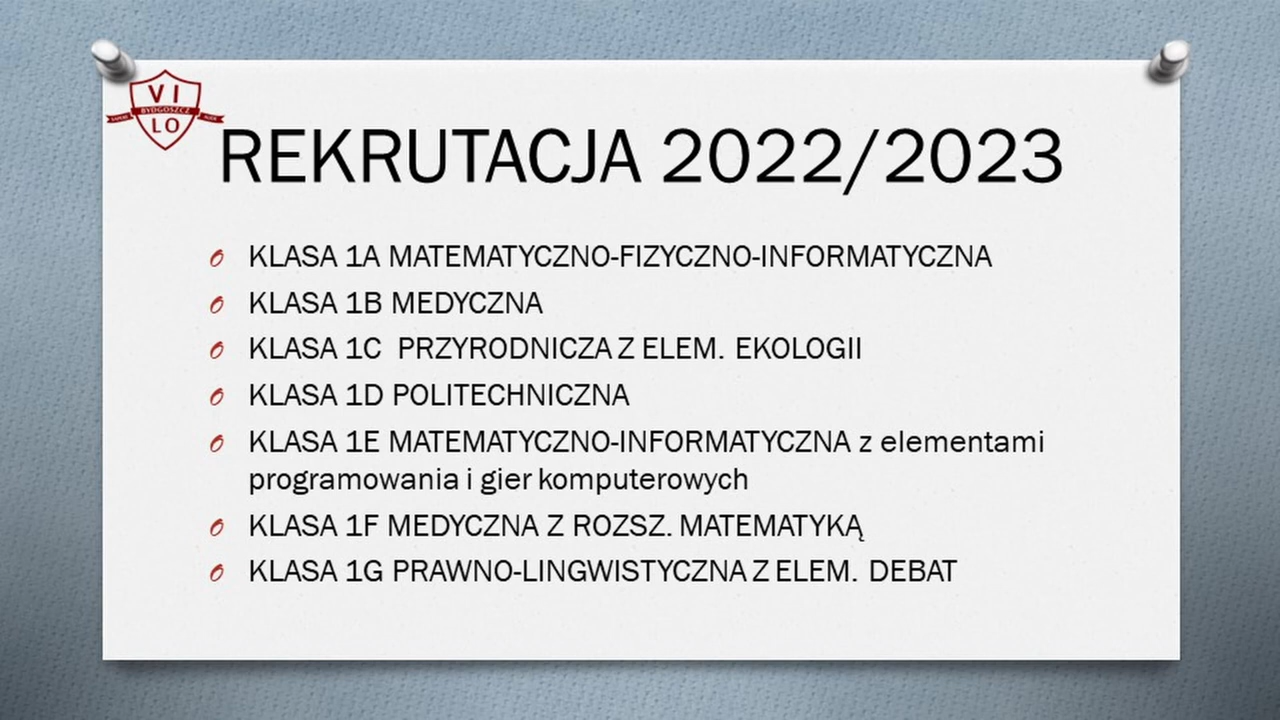 VI
BYDGOSZCZ
LO
REKRUTACJA 2022/2023
KLASA 1A MATEMATYCZNO-FIZYCZNO-INFORMATYCZNA
KLASA 1B MEDYCZNA
KLASA 1C PRZYRODNICZA Z ELEM. EKOLOGII
KLASA 1D POLITECHNICZNA
KLASA 1E MATEMATYCZNO-INFORMATYCZNA z elementami
programowania i gier komputerowych
KLASA 1F MEDYCZNA Z ROZSZ. MATEMATYKĄ
KLASA 1G PRAWNO-LINGWISTYCZNA Z ELEM. DEBAT